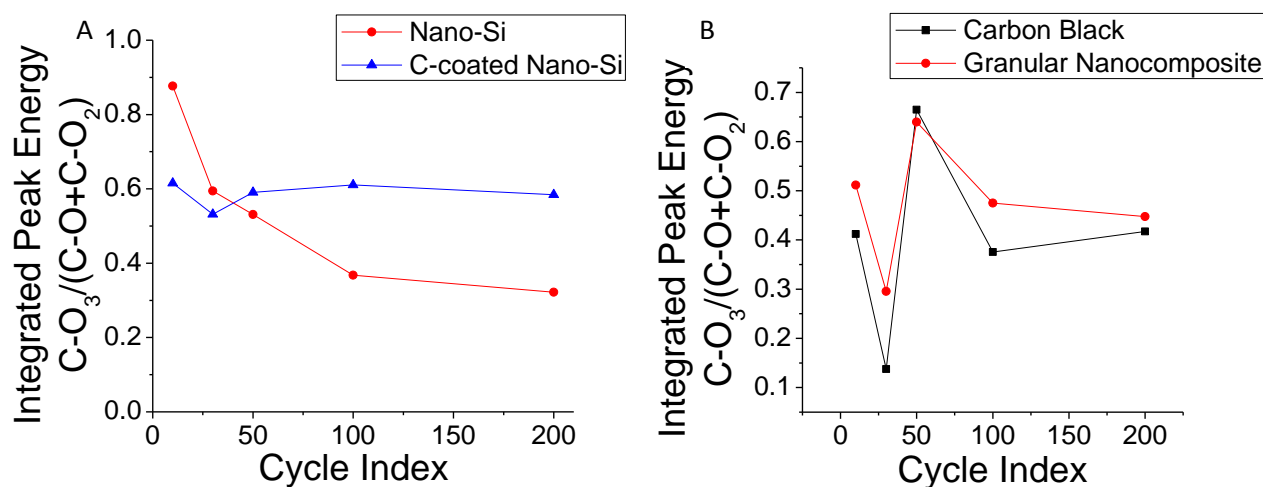 A
Integrated Peak Energy
C-O₃/(C-O+C-O₂)
1.0
0.8
0.6
0.4
0.2
0.0
Nano-Si
C-coated Nano-Si
0 50 100 150 200
Cycle Index
B
Integrated Peak Energy
C-O₃/(C-O+C-O₂)
0.7
0.6
0.5
0.4
0.3
0.2
0.1
Carbon Black
Granular Nanocomposite
0 50 100 150 200
Cycle Index